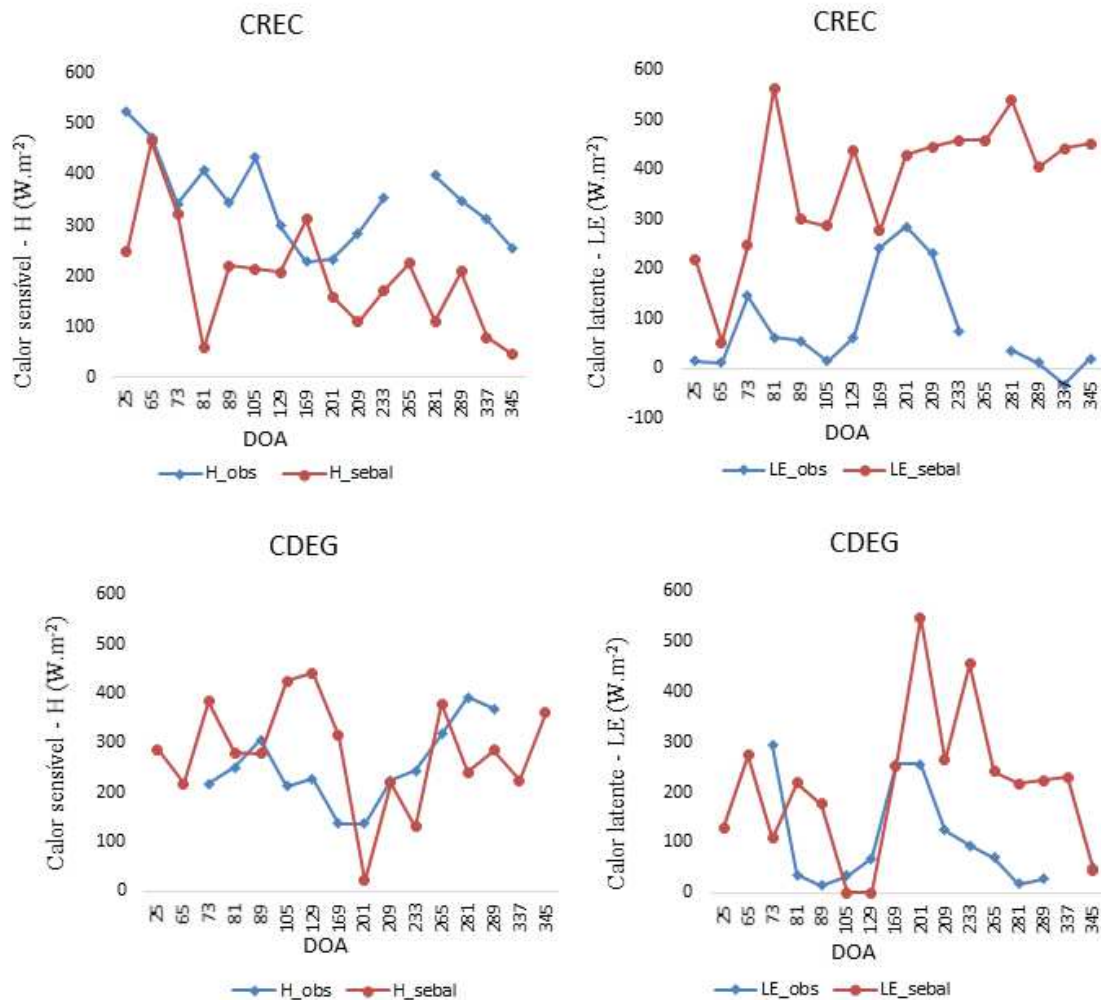 CREC
600
500
400
300
200
100
0
Calor sensível - H (W.m-2)
25 65 73 81 89 105 129 169 201 209 233 265 281 289 337 345
DOA
H_obs H_sebal
CREC
600
500
400
300
200
100
0
-100
Calor latente - LE (W.m-2)
25 65 73 81 89 105 129 169 201 209 233 265 281 289 337 345
DOA
LE_obs LE_sebal
CDEG
600
500
400
300
200
100
0
Calor sensível - H (W.m-2)
25 65 73 81 89 105 129 169 201 209 233 265 281 289 337 345
DOA
H_obs H_sebal
CDEG
600
500
400
300
200
100
0
Calor latente - LE (W.m-2)
25 65 73 81 89 105 129 169 201 209 233 265 281 289 337 345
DOA
LE_obs LE_sebal